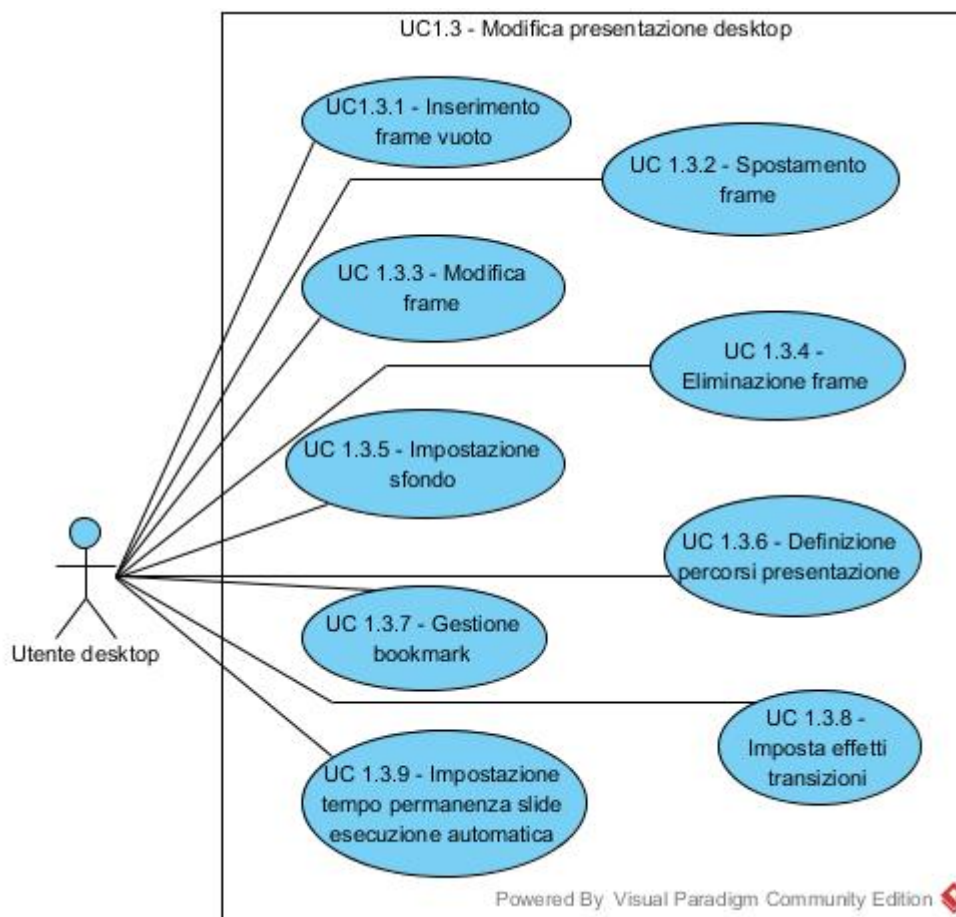 UC1.3 - Modifica presentazione desktop
UC1.3.1 - Inserimento
frame vuoto
UC 1.3.2 - Spostamento
frame
UC 1.3.3 - Modifica
frame
UC 1.3.4 -
Eliminazione frame
UC 1.3.5 - Impostazione
sfondo
UC 1.3.6 - Definizione
percorsi presentazione
UC 1.3.7 - Gestione
bookmark
Utente desktop
UC 1.3.8 -
Imposta effetti
transizioni
UC 1.3.9 - Impostazione
tempo permanenza slide
esecuzione automatica
Powered By Visual Paradigm Community Edition